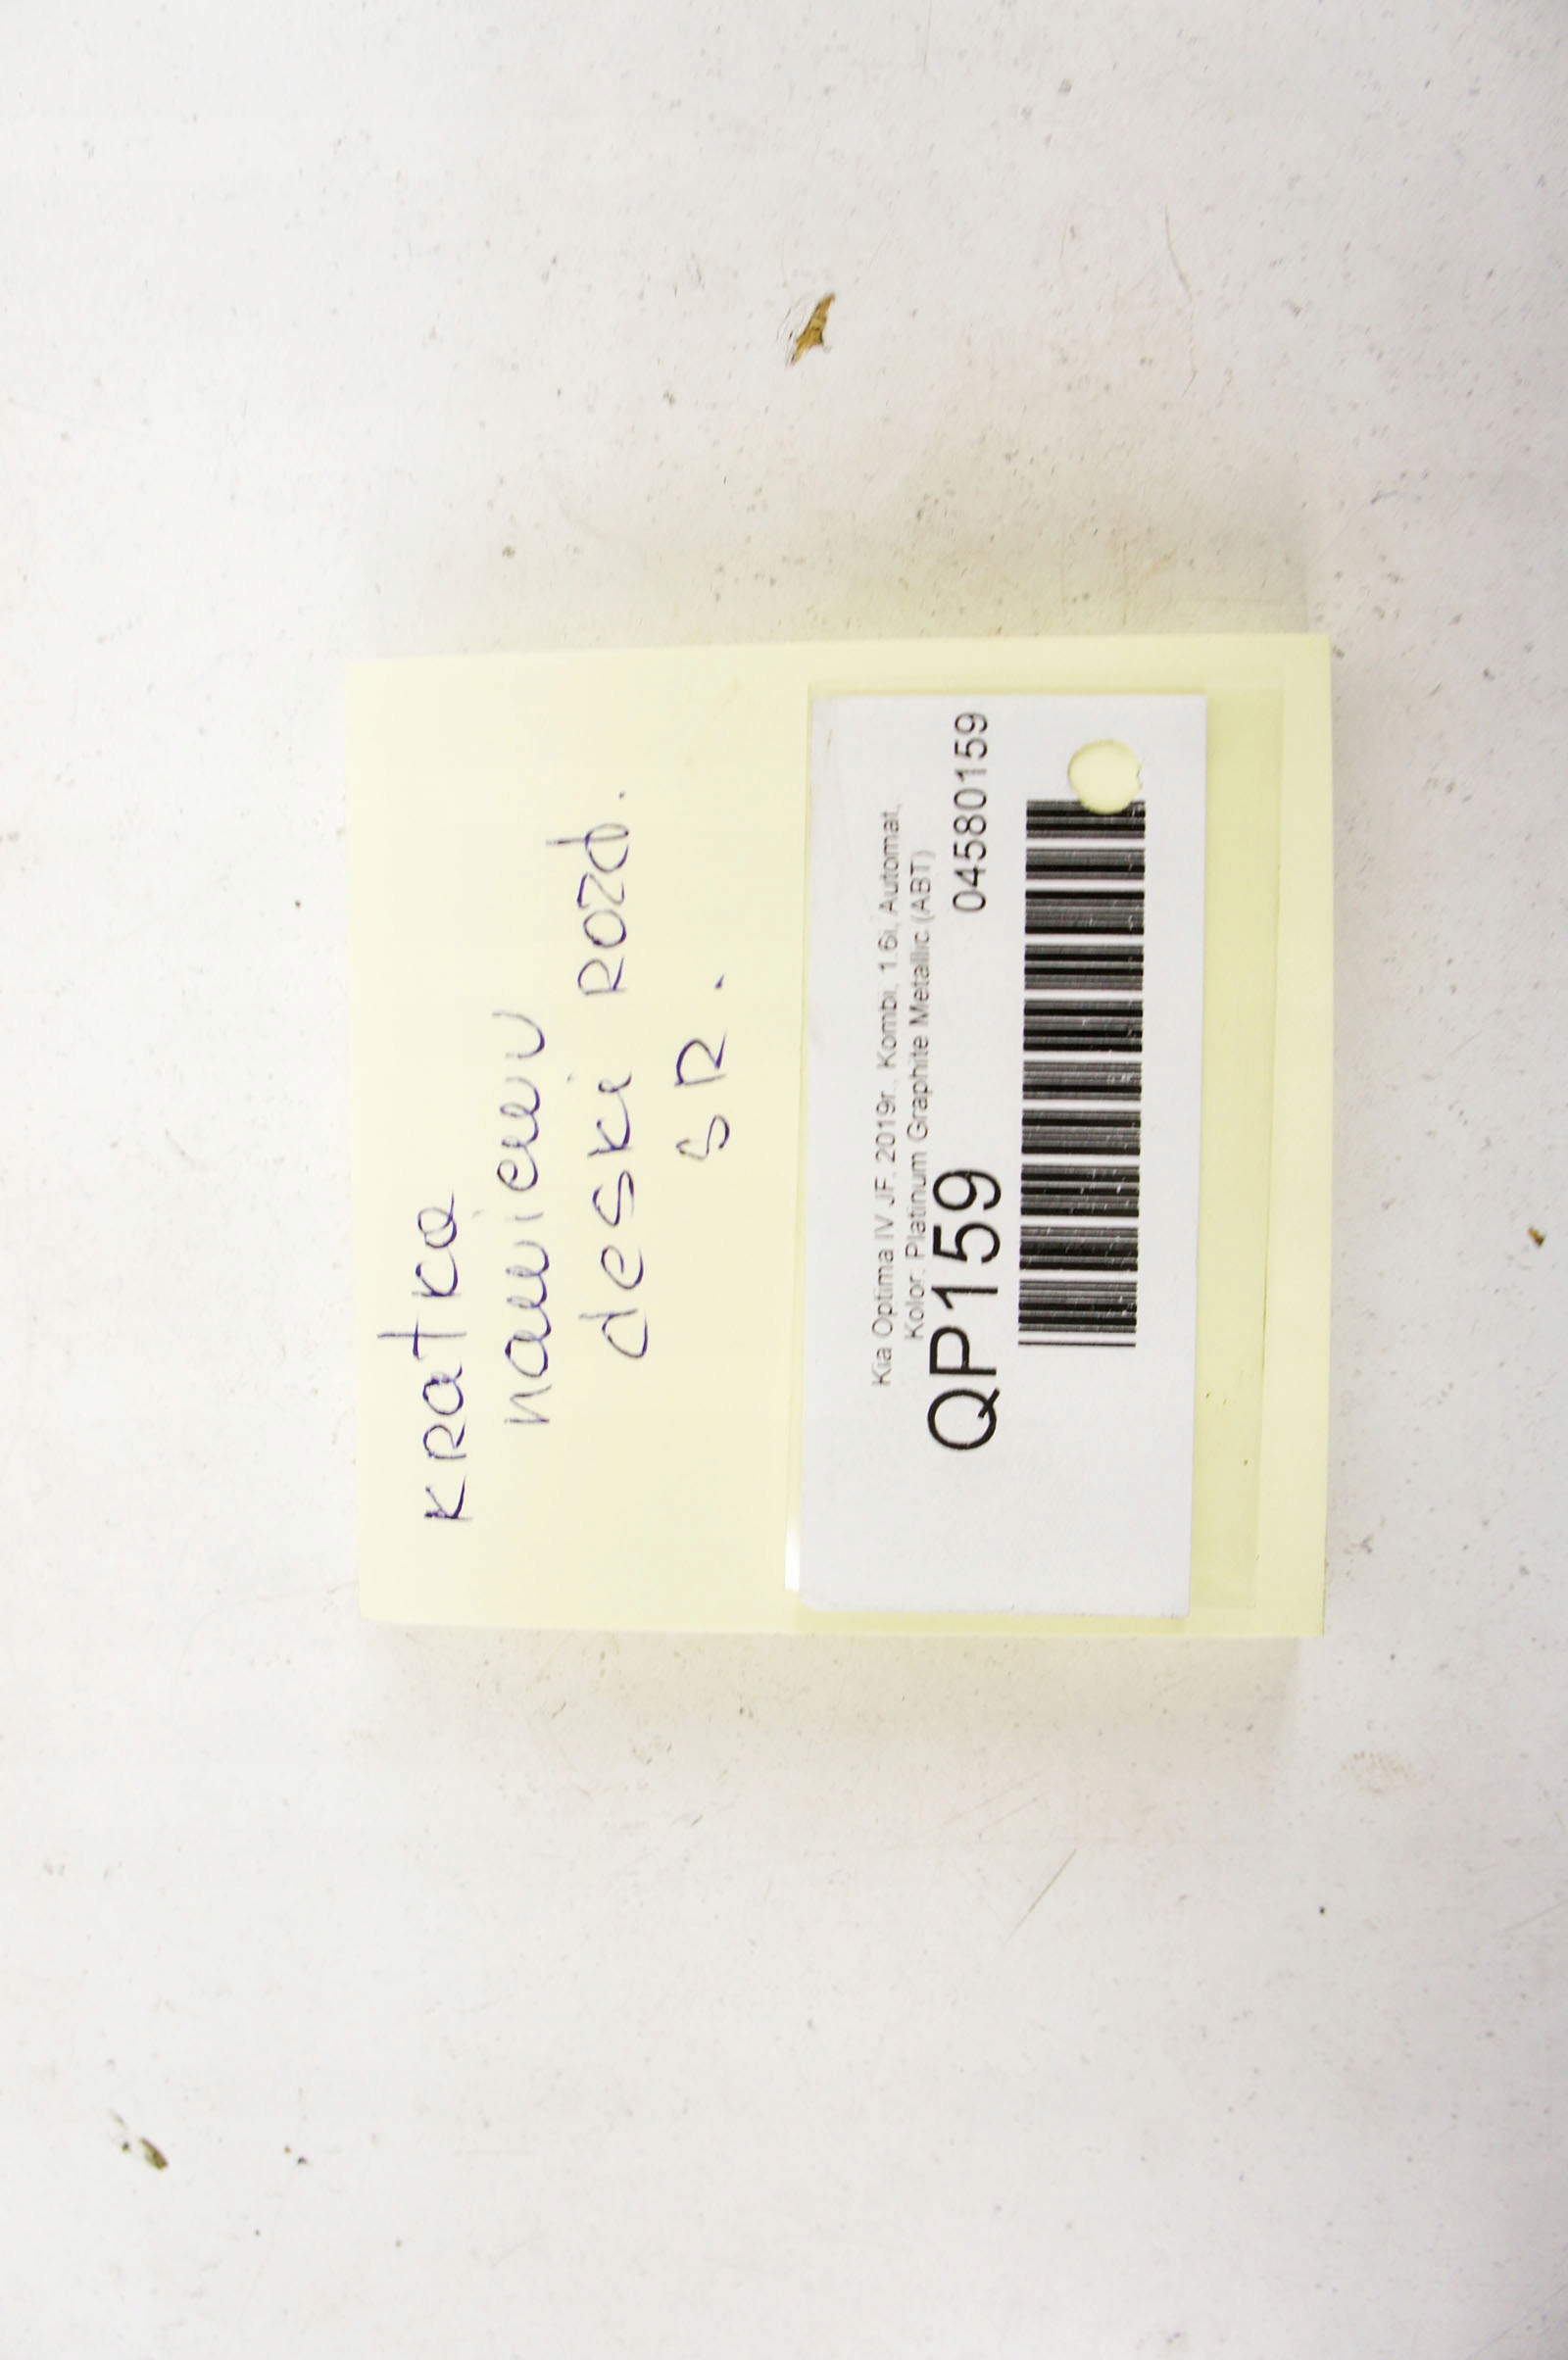 kratka
nawiewu
deski rozd.
ŚR.
Kia Optima IV JF, 2019r., Kombi, 1.6i, Automat,
Kolor: Platinum Graphite Metallic (ABT)
QP159 04580159